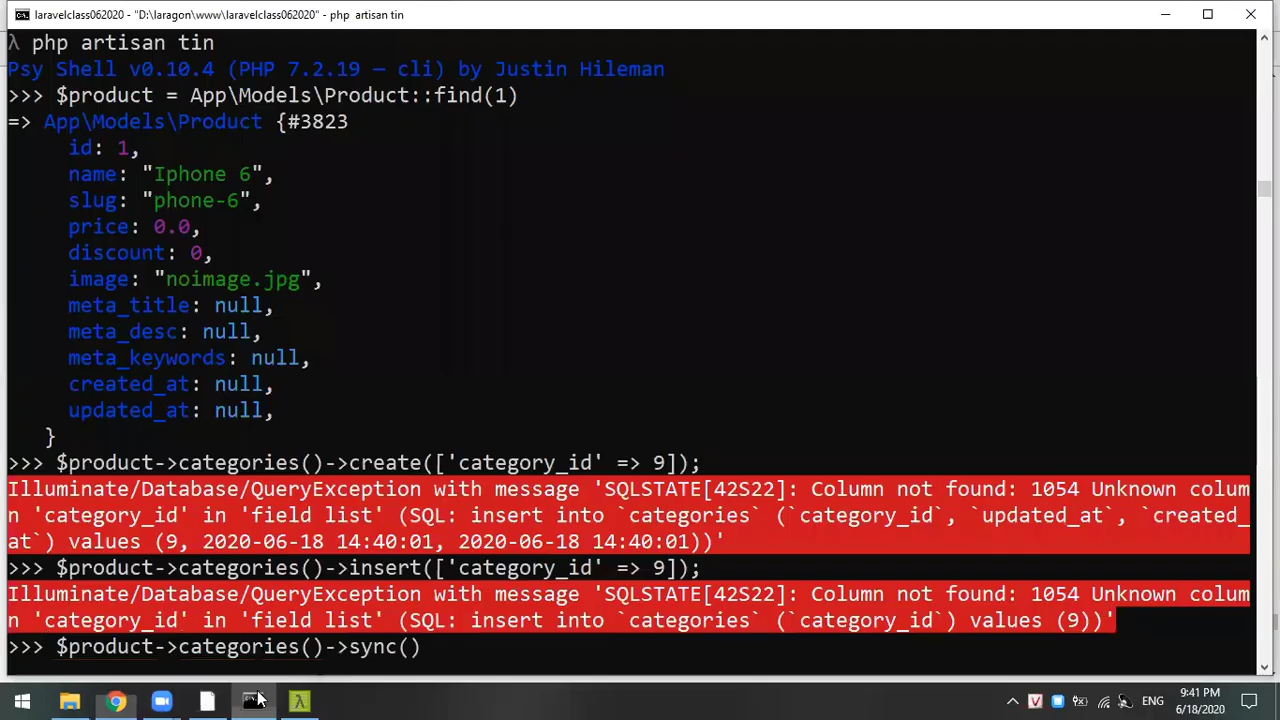 laravelclass062020 - "D:\laragon\www\laravelclass062020" - php  artisan tin
λ php artisan tin
Psy Shell v0.10.4 (PHP 7.2.19 — cli) by Justin Hileman
>>> $product = App\Models\Product::find(1)
=> App\Models\Product {#3823
id: 1,
name: "Iphone 6",
slug: "phone-6",
price: 0.0,
discount: 0,
image: "noimage.jpg",
meta_title: null,
meta_desc: null,
meta_keywords: null,
created_at: null,
updated_at: null,
}
>>> $product->categories()->create(['category_id' => 9]);
Illuminate/Database/QueryException with message 'SQLSTATE[42S22]: Column not found: 1054 Unknown colum
n 'category_id' in 'field list' (SQL: insert into `categories` (`category_id`, `updated_at`, `created_
at`) values (9, 2020-06-18 14:40:01, 2020-06-18 14:40:01))'
>>> $product->categories()->insert(['category_id' => 9]);
Illuminate/Database/QueryException with message 'SQLSTATE[42S22]: Column not found: 1054 Unknown colum
n 'category_id' in 'field list' (SQL: insert into `categories` (`category_id`) values (9))'
>>> $product->categories()->sync()
ENG
9:41 PM
6/18/2020